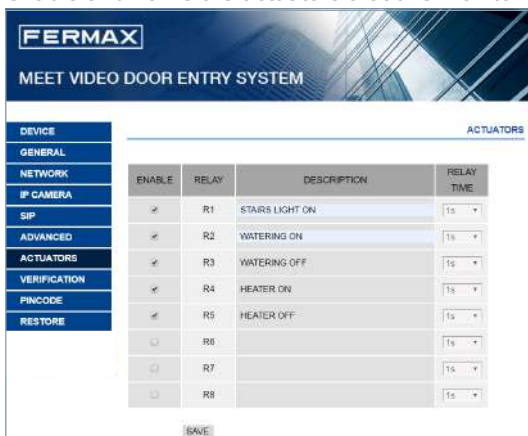 FERMAX
MEET VIDEO DOOR ENTRY SYSTEM
ACTUATORS
DEVICE
GENERAL
NETWORK
IP CAMERA
SIP
ADVANCED
ACTUATORS
VERIFICATION
PINCODE
RESTORE
ENABLE RELAY DESCRIPTION RELAY TIME
R1 STAIRS LIGHT ON 1s
R2 WATERING ON 1s
R3 WATERING OFF 1s
R4 HEATER ON 1s
R5 HEATER OFF 1s
R6 1s
R7 1s
R8 1s
SAVE